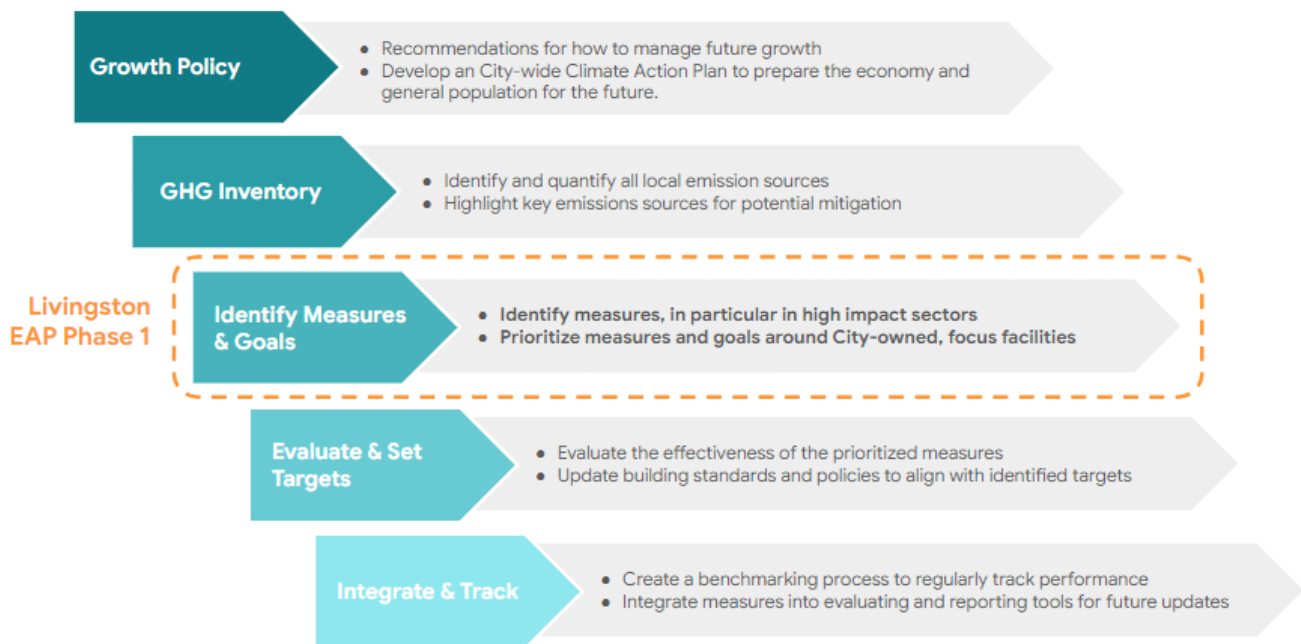 Growth Policy
● Recommendations for how to manage future growth
● Develop an City-wide Climate Action Plan to prepare the economy and
general population for the future.
GHG Inventory
● Identify and quantify all local emission sources
● Highlight key emissions sources for potential mitigation
Livingston
EAP Phase 1
Identify Measures
& Goals
● Identify measures, in particular in high impact sectors
● Prioritize measures and goals around City-owned, focus facilities
Evaluate & Set
Targets
● Evaluate the effectiveness of the prioritized measures
● Update building standards and policies to align with identified targets
Integrate & Track
● Create a benchmarking process to regularly track performance
● Integrate measures into evaluating and reporting tools for future updates